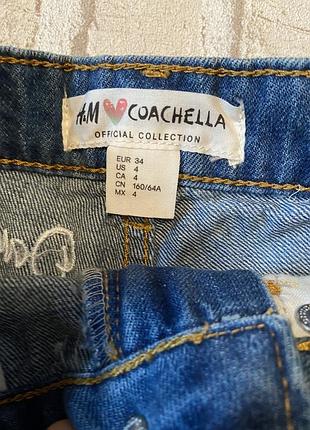 H&M COACHELLA
OFFICIAL COLLECTION
EUR 34
US 4
CA 4
CN 160/64A
MX 4